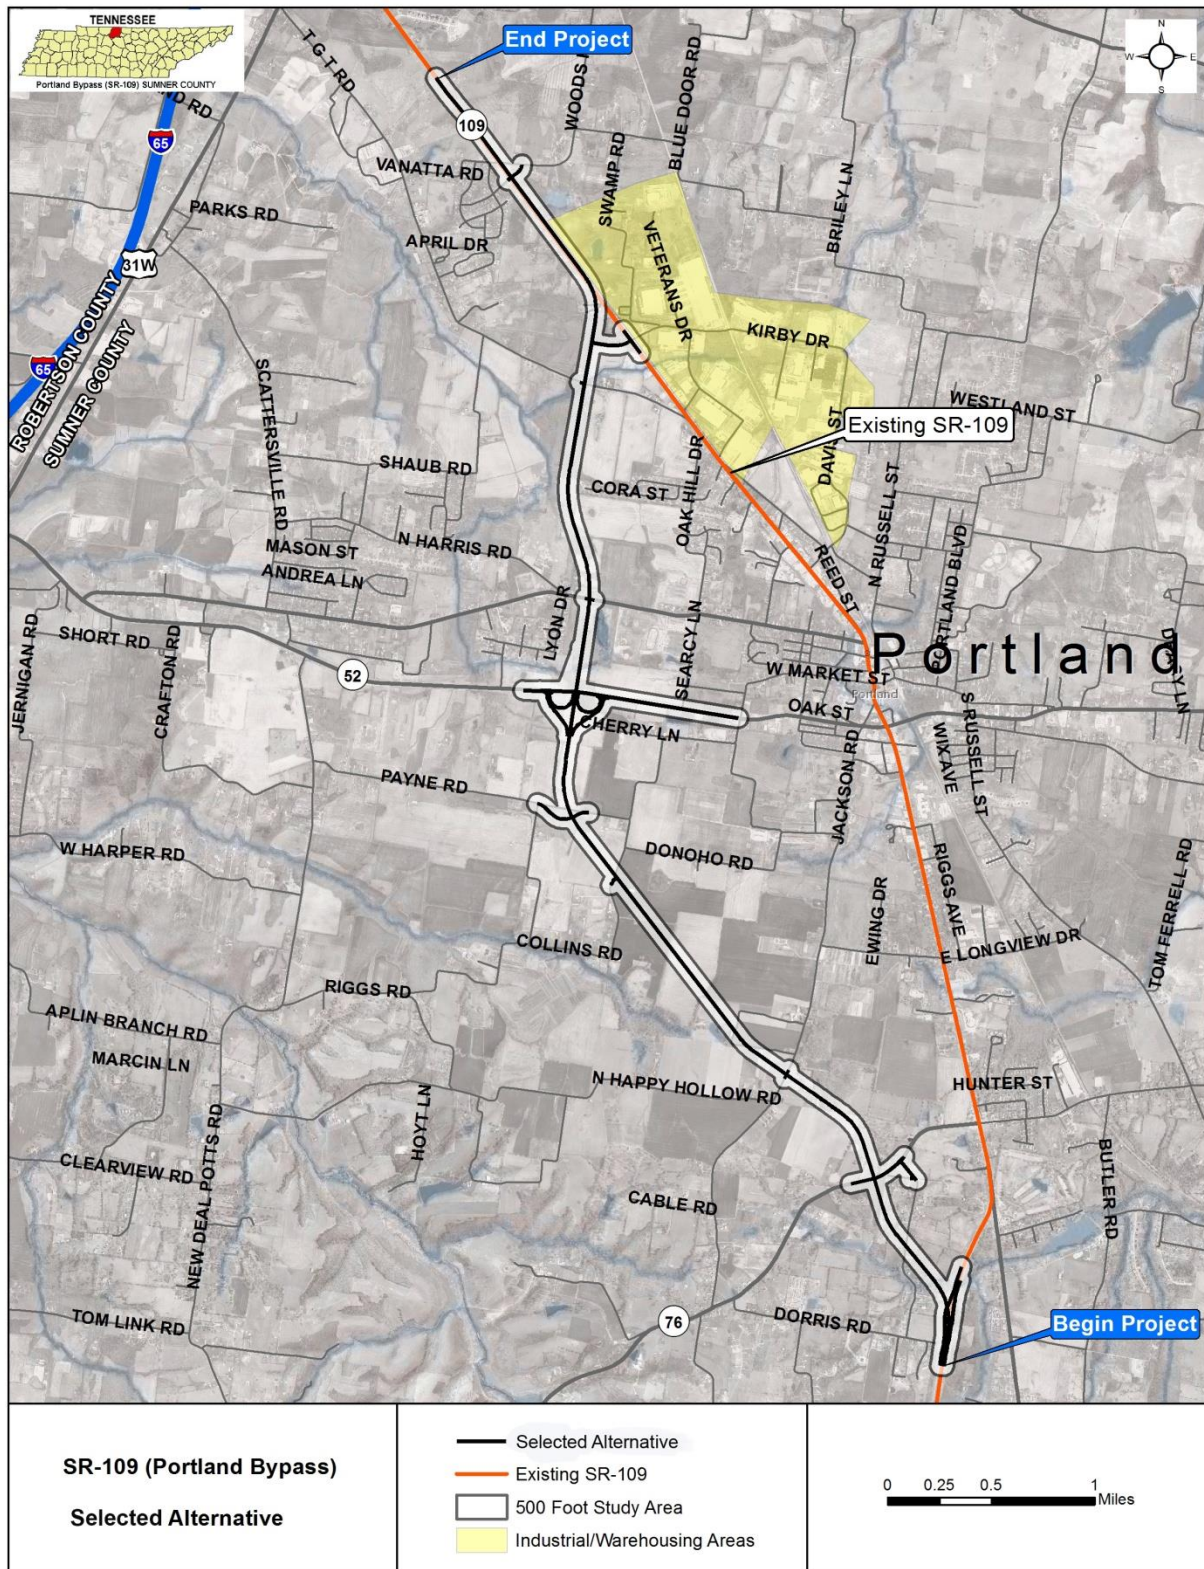 TENNESSEE
Portland Bypass (SR-109) SUMNER COUNTY
End Project
N
W
E
S
T G T RD
WOODS
BLUE DOOR RD
ND RD
65
109
VANATTA RD
SWAMP RD
BRILEY LN
PARKS RD
APRIL DR
VETERANS DR
31W
ROBERTSON COUNTY
SUMNER COUNTY
65
KIRBY DR
SCATTERSVILLE RD
WESTLAND ST
Existing SR-109
DAVIS ST
SHAUB RD
CORA ST
OAK HILL DR
N RUSSELL ST
N HARRIS RD
MASON ST
ANDREA LN
REED ST
PORTLAND BLVD
LYON DR
SEARCY LN
Portland
JERNIGAN RD
SHORT RD
CRAFTON RD
52
W MARKET ST
Portland
OAK ST
S RUSSELL ST
CHERRY LN
JACKSON RD
WIX AVE
PAYNE RD
W HARPER RD
DONOHO RD
RIGGS AVE
EWING DR
TOM FERRELL RD
COLLINS RD
E LONGVIEW DR
RIGGS RD
APLIN BRANCH RD
MARCIN LN
HOYT LN
N HAPPY HOLLOW RD
HUNTER ST
NEW DEAL POTTS RD
CLEARVIEW RD
CABLE RD
BUTLER RD
TOM LINK RD
76
DORRIS RD
Begin Project
SR-109 (Portland Bypass)
Selected Alternative
Selected Alternative
Existing SR-109
500 Foot Study Area
Industrial/Warehousing Areas
0 0.25 0.5 1
Miles